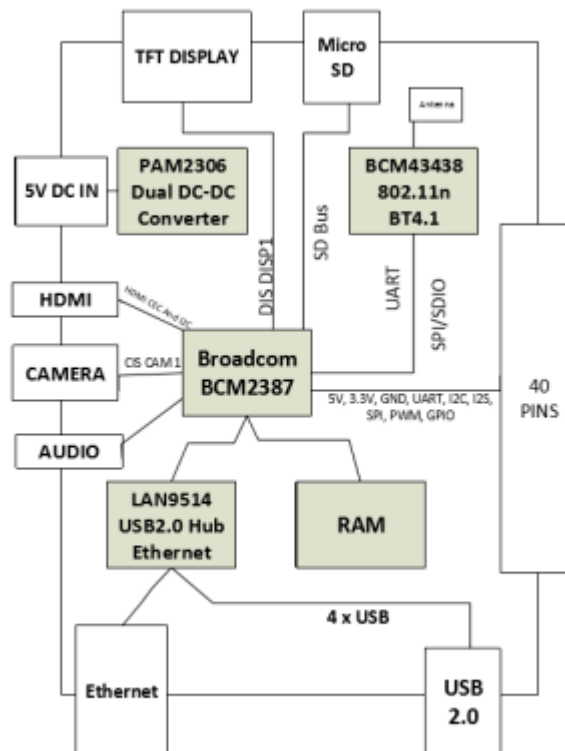 TFT DISPLAY
Micro
SD
Antenna
5V DC IN
PAM2306
Dual DC-DC
Converter
BCM43438
802.11n
BT4.1
DIS DISP1
SD Bus
UART
SPI/SDIO
HDMI
HDMI CEC And I2C
CAMERA
CIS CAM 1
Broadcom
BCM2387
5V, 3.3V, GND, UART, I2C, I2S,
SPI, PWM, GPIO
40
PINS
AUDIO
LAN9514
USB2.0 Hub
Ethernet
RAM
4 x USB
Ethernet
USB
2.0